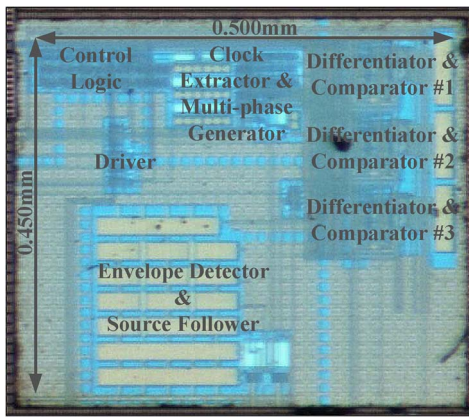 0.500mm
Control
Logic
Clock
Extractor &
Multi-phase
Generator
Differentiator &
Comparator #1
Driver
Differentiator &
Comparator #2
0.450mm
Differentiator &
Comparator #3
Envelope Detector
&
Source Follower